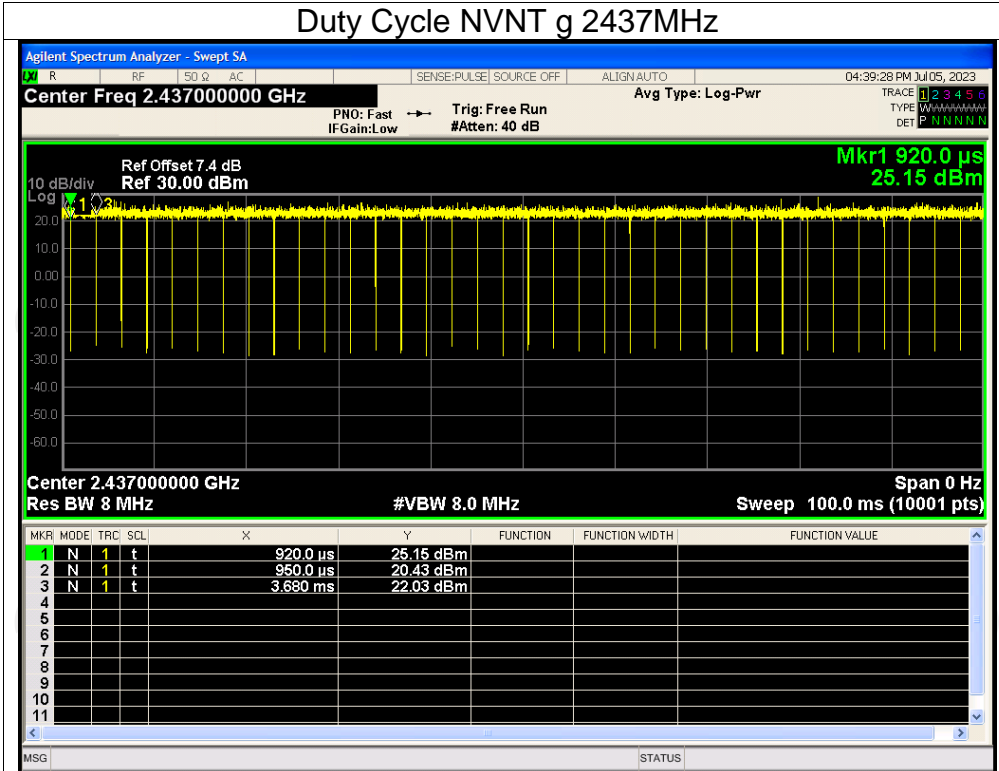 Duty Cycle NVNT g 2437MHz
Agilent Spectrum Analyzer - Swept SA
LXI R RF 50 Ω AC SENSE:PULSE SOURCE OFF ALIGN AUTO 04:39:28 PM Jul 05, 2023
Center Freq 2.437000000 GHz Avg Type: Log-Pwr TRACE 1 2 3 4 5 6
PNO: Fast Trig: Free Run TYPE W
IFGain:Low #Atten: 40 dB DET P N N N N N
Mkr1 920.0 µs
Ref Offset 7.4 dB
10 dB/div Ref 30.00 dBm 25.15 dBm
Log
1 3
20.0
10.0
0.00
-10.0
-20.0
-30.0
-40.0
-50.0
-60.0
Center 2.437000000 GHz Span 0 Hz
Res BW 8 MHz #VBW 8.0 MHz Sweep 100.0 ms (10001 pts)
MKR MODE TRC SCL X Y FUNCTION FUNCTION WIDTH FUNCTION VALUE
1 N 1 t 920.0 µs 25.15 dBm
2 N 1 t 950.0 µs 20.43 dBm
3 N 1 t 3.680 ms 22.03 dBm
4
5
6
7
8
9
10
11
MSG STATUS